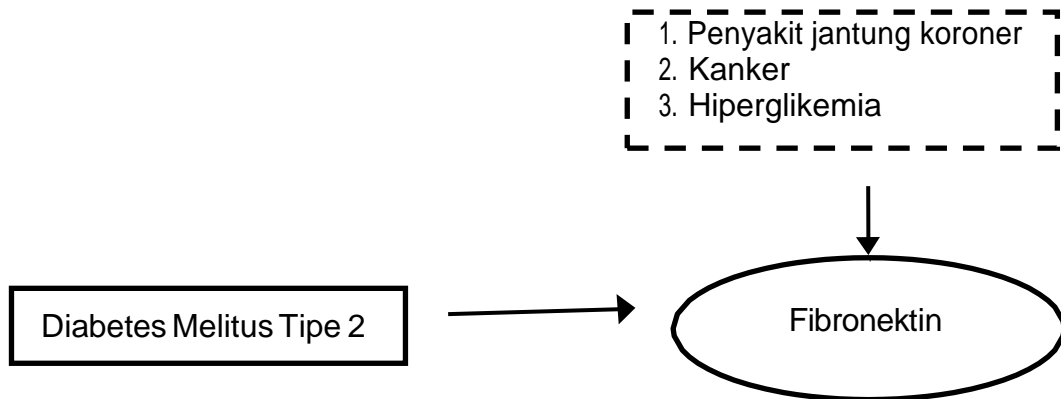 1. Penyakit jantung koroner
2. Kanker
3. Hiperglikemia
Diabetes Melitus Tipe 2
Fibronektin